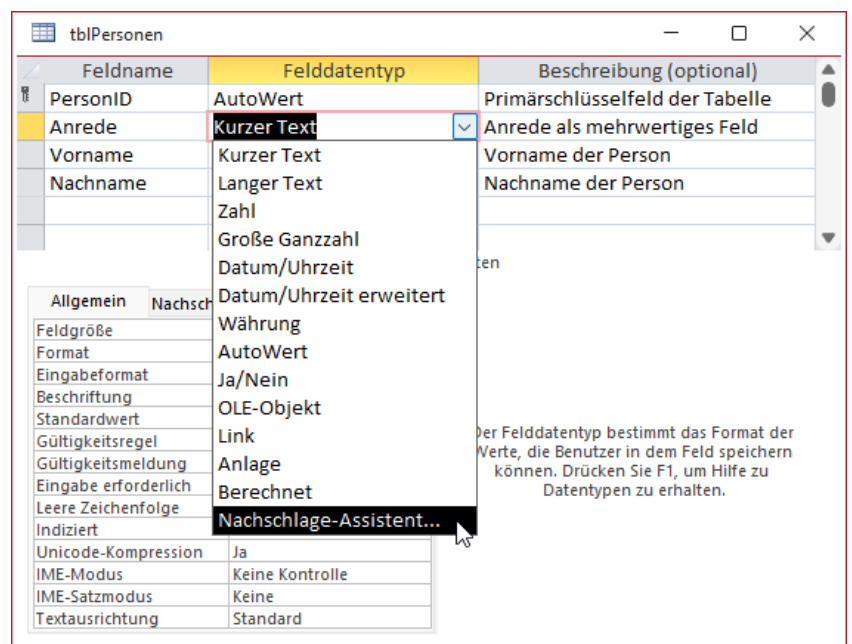 tblPersonen
Feldname Felddatentyp Beschreibung (optional)
PersonID AutoWert Primärschlüsselfeld der Tabelle
Anrede Kurzer Text Anrede als mehrwertiges Feld
Vorname Kurzer Text Vorname der Person
Nachname Langer Text Nachname der Person
Zahl
Große Ganzzahl
Datum/Uhrzeit
Datum/Uhrzeit erweitert
Währung
AutoWert
Ja/Nein
OLE-Objekt
Link
Anlage
Berechnet
Nachschlage-Assistent...
Allgemein
Feldgröße
Format
Eingabeformat
Beschriftung
Standardwert
Gültigkeitsregel
Gültigkeitsmeldung
Eingabe erforderlich
Leere Zeichenfolge
Indiziert
Unicode-Kompression Ja
IME-Modus Keine Kontrolle
IME-Satzmodus Keine
Textausrichtung Standard
Der Felddatentyp bestimmt das Format der
Werte, die Benutzer in dem Feld speichern
können. Drücken Sie F1, um Hilfe zu
Datentypen zu erhalten.